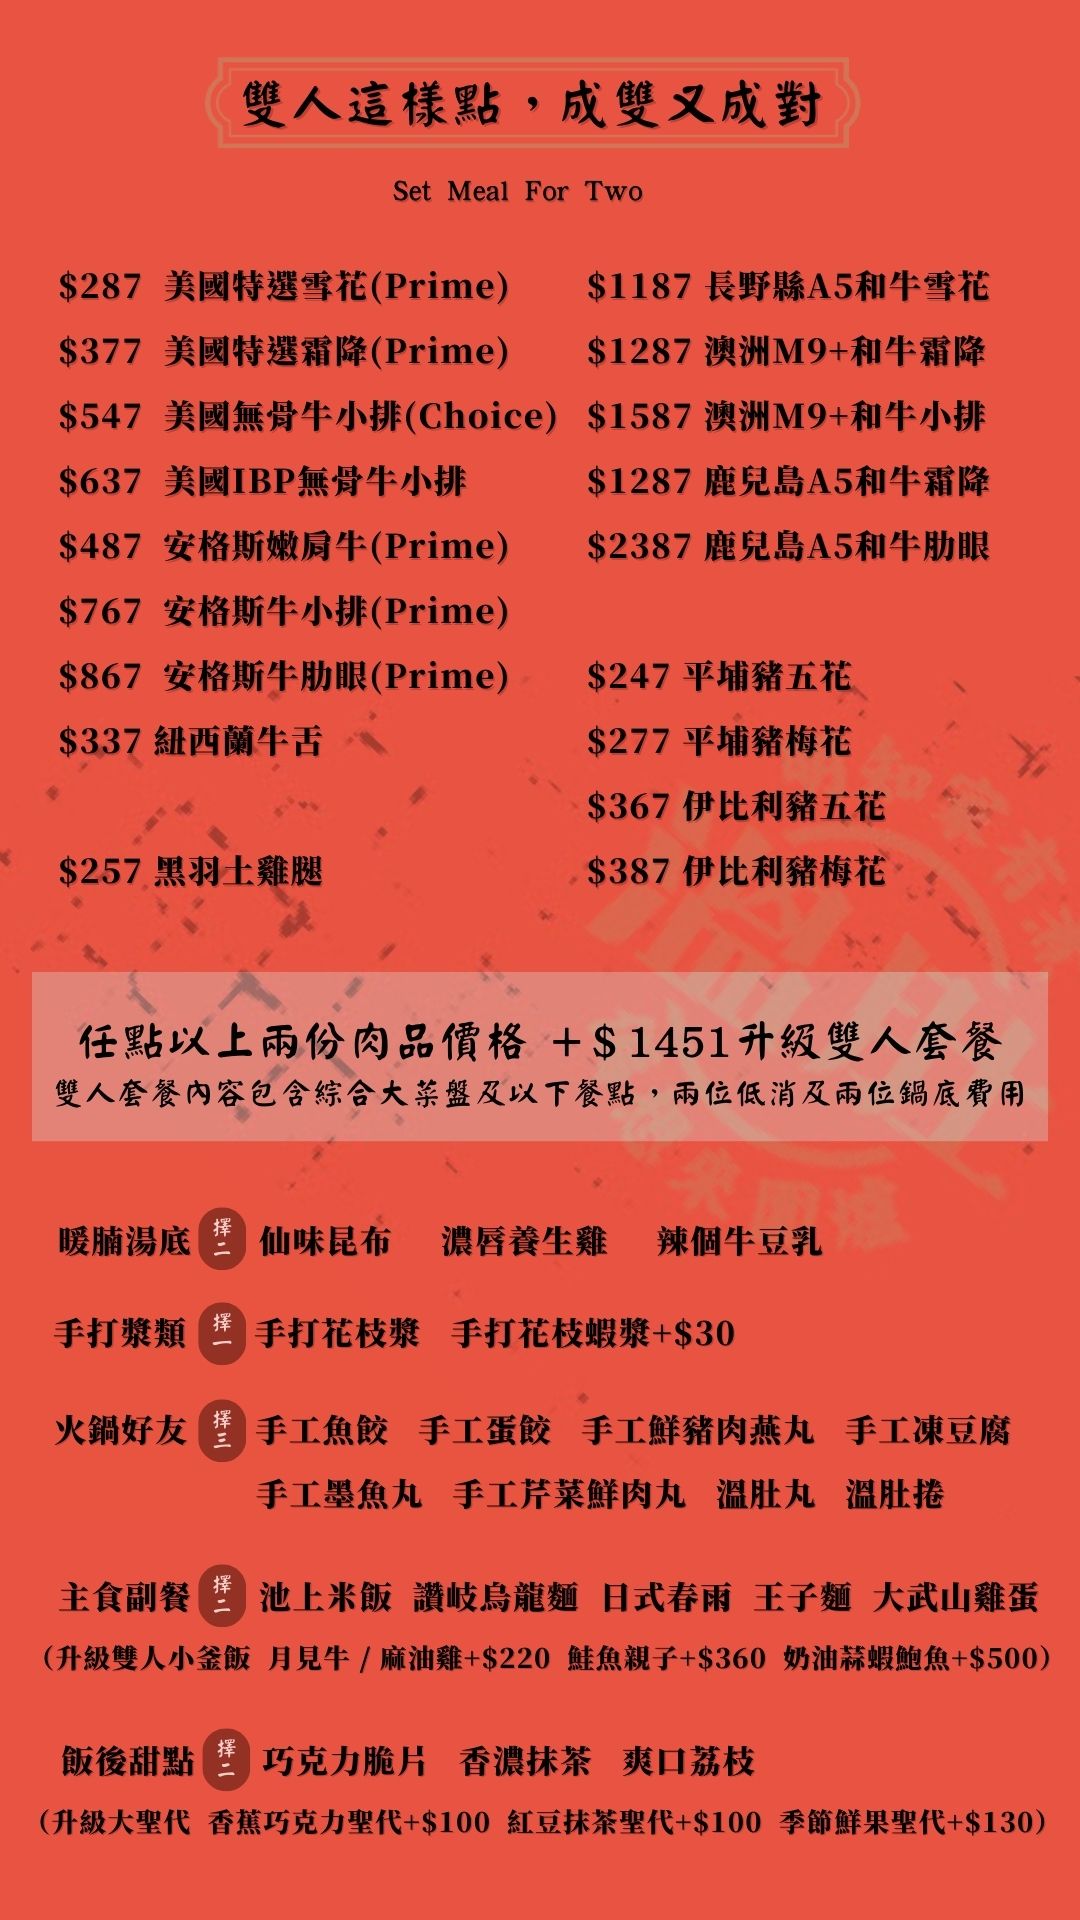 雙人這樣點，成雙又成對
Set Meal For Two
$287 美國特選雪花(Prime)
$377 美國特選霜降(Prime)
$547 美國無骨牛小排(Choice)
$637 美國IBP無骨牛小排
$487 安格斯嫩肩牛(Prime)
$767 安格斯牛小排(Prime)
$867 安格斯牛肋眼(Prime)
$337 紐西蘭牛舌
$257 黑羽土雞腿
$1187 長野縣A5和牛雪花
$1287 澳洲M9+和牛霜降
$1587 澳洲M9+和牛小排
$1287 鹿兒島A5和牛霜降
$2387 鹿兒島A5和牛肋眼
$247 平埔豬五花
$277 平埔豬梅花
$367 伊比利豬五花
$387 伊比利豬梅花
任點以上兩份肉品價格 +$1451升級雙人套餐
雙人套餐內容包含綜合大菜盤及以下餐點，兩位低消及兩位鍋底費用
暖腩湯底 擇二 仙味昆布 濃唇養生雞 辣個牛豆乳
手打漿類 擇一 手打花枝漿 手打花枝蝦漿+$30
火鍋好友 擇三 手工魚餃 手工蛋餃 手工鮮豬肉燕丸 手工凍豆腐
手工墨魚丸 手工芹菜鮮肉丸 溫肚丸 溫肚捲
主食副餐 擇二 池上米飯 讚岐烏龍麵 日式春雨 王子麵 大武山雞蛋
(升級雙人小釜飯 月見牛 / 麻油雞+$220 鮭魚親子+$360 奶油蒜蝦鮑魚+$500)
飯後甜點 擇二 巧克力脆片 香濃抹茶 爽口荔枝
(升級大聖代 香蕉巧克力聖代+$100 紅豆抹茶聖代+$100 季節鮮果聖代+$130)